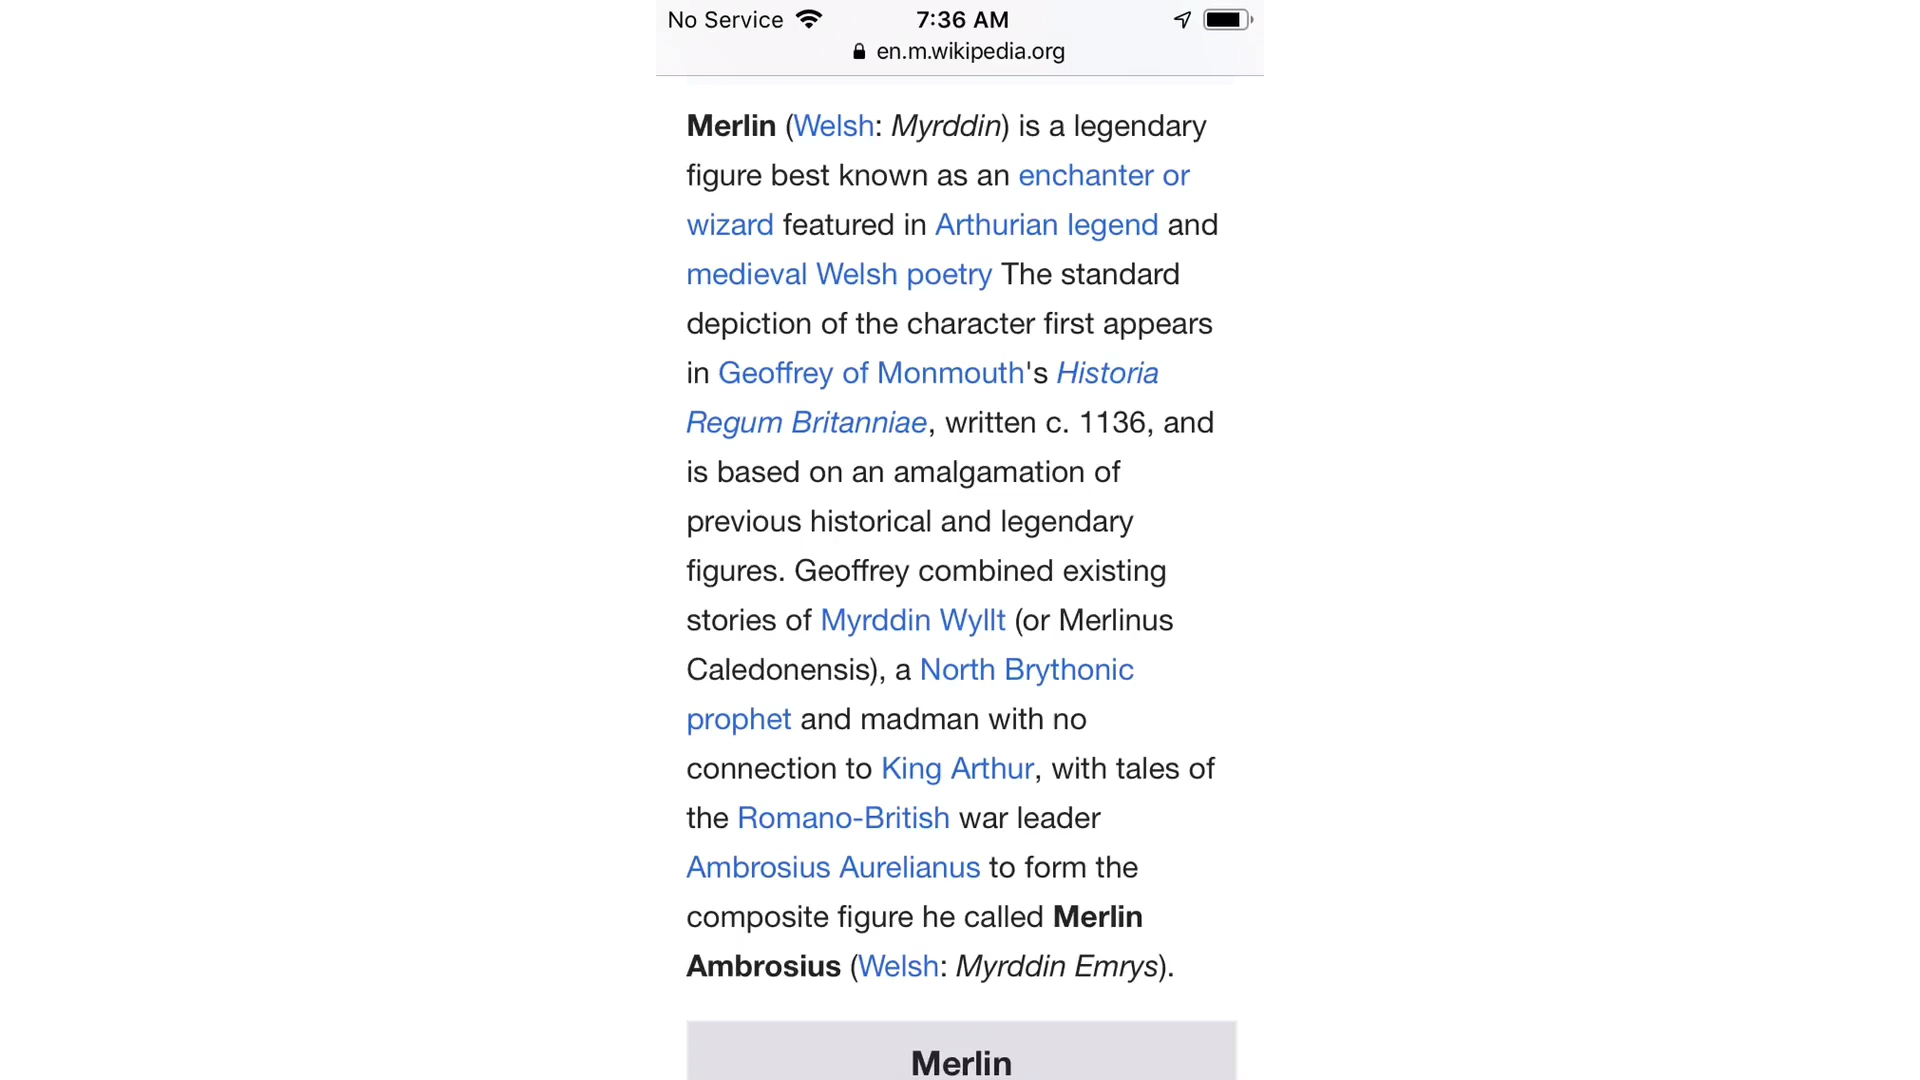 No Service 7:36 AM
en.m.wikipedia.org
Merlin (Welsh: Myrddin) is a legendary
figure best known as an enchanter or
wizard featured in Arthurian legend and
medieval Welsh poetry The standard
depiction of the character first appears
in Geoffrey of Monmouth's Historia
Regum Britanniae, written c. 1136, and
is based on an amalgamation of
previous historical and legendary
figures. Geoffrey combined existing
stories of Myrddin Wyllt (or Merlinus
Caledonensis), a North Brythonic
prophet and madman with no
connection to King Arthur, with tales of
the Romano-British war leader
Ambrosius Aurelianus to form the
composite figure he called Merlin
Ambrosius (Welsh: Myrddin Emrys).
Merlin